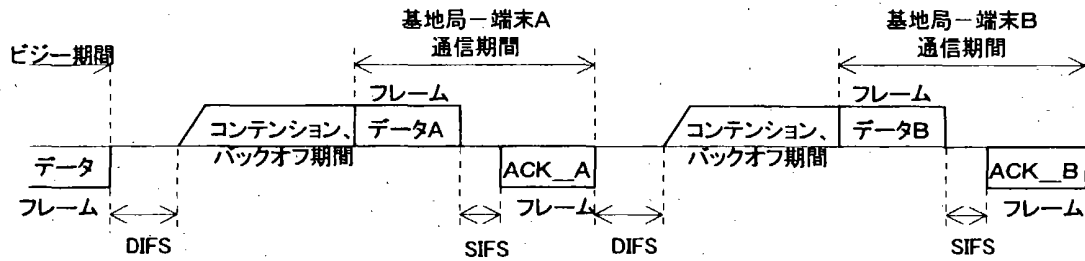 基地局ー端末A
通信期間
基地局ー端末B
通信期間
ビジー期間
フレーム
フレーム
コンテンション、
バックオフ期間
データA
コンテンション、
バックオフ期間
データB
データ
ACK__A
ACK__B
フレーム
フレーム
フレーム
DIFS
SIFS
DIFS
SIFS